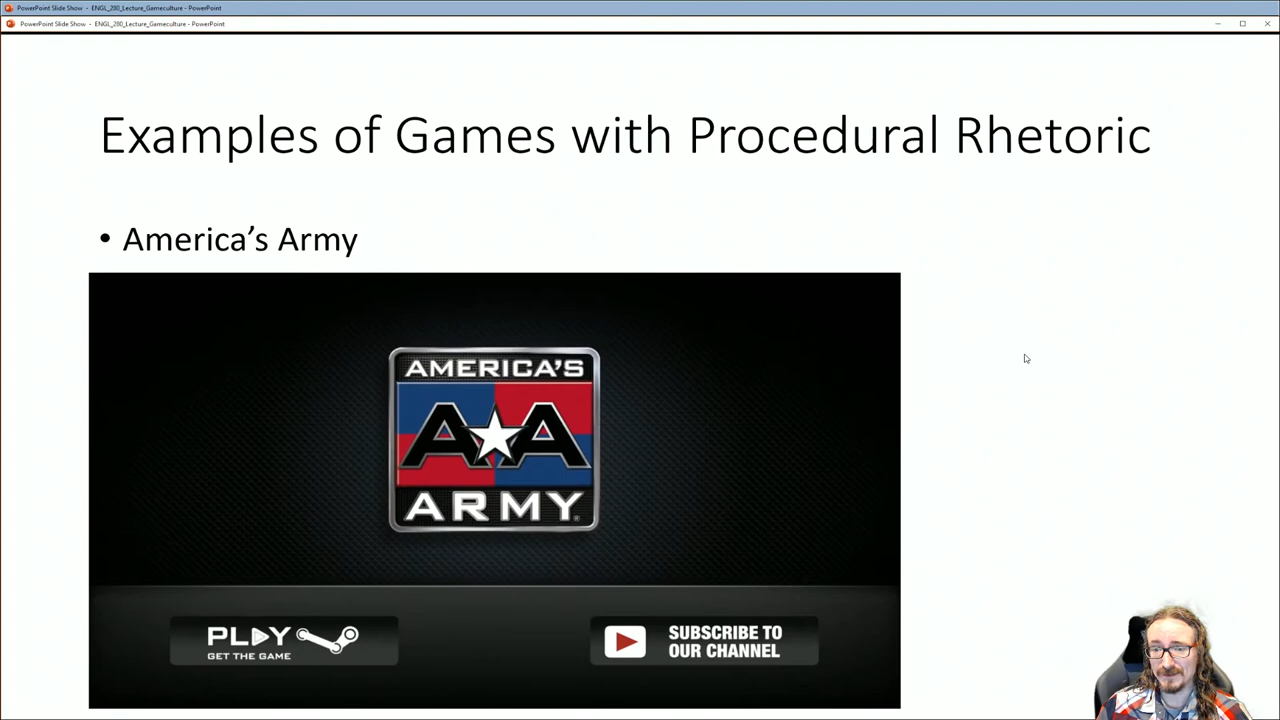 PowerPoint Slide Show - ENGL_280_Lecture_Gameculture - PowerPoint
PowerPoint Slide Show - ENGL_280_Lecture_Gameculture - PowerPoint
Examples of Games with Procedural Rhetoric
• America’s Army
AMERICA'S
AA
ARMY®
PLAY
GET THE GAME
SUBSCRIBE TO
OUR CHANNEL